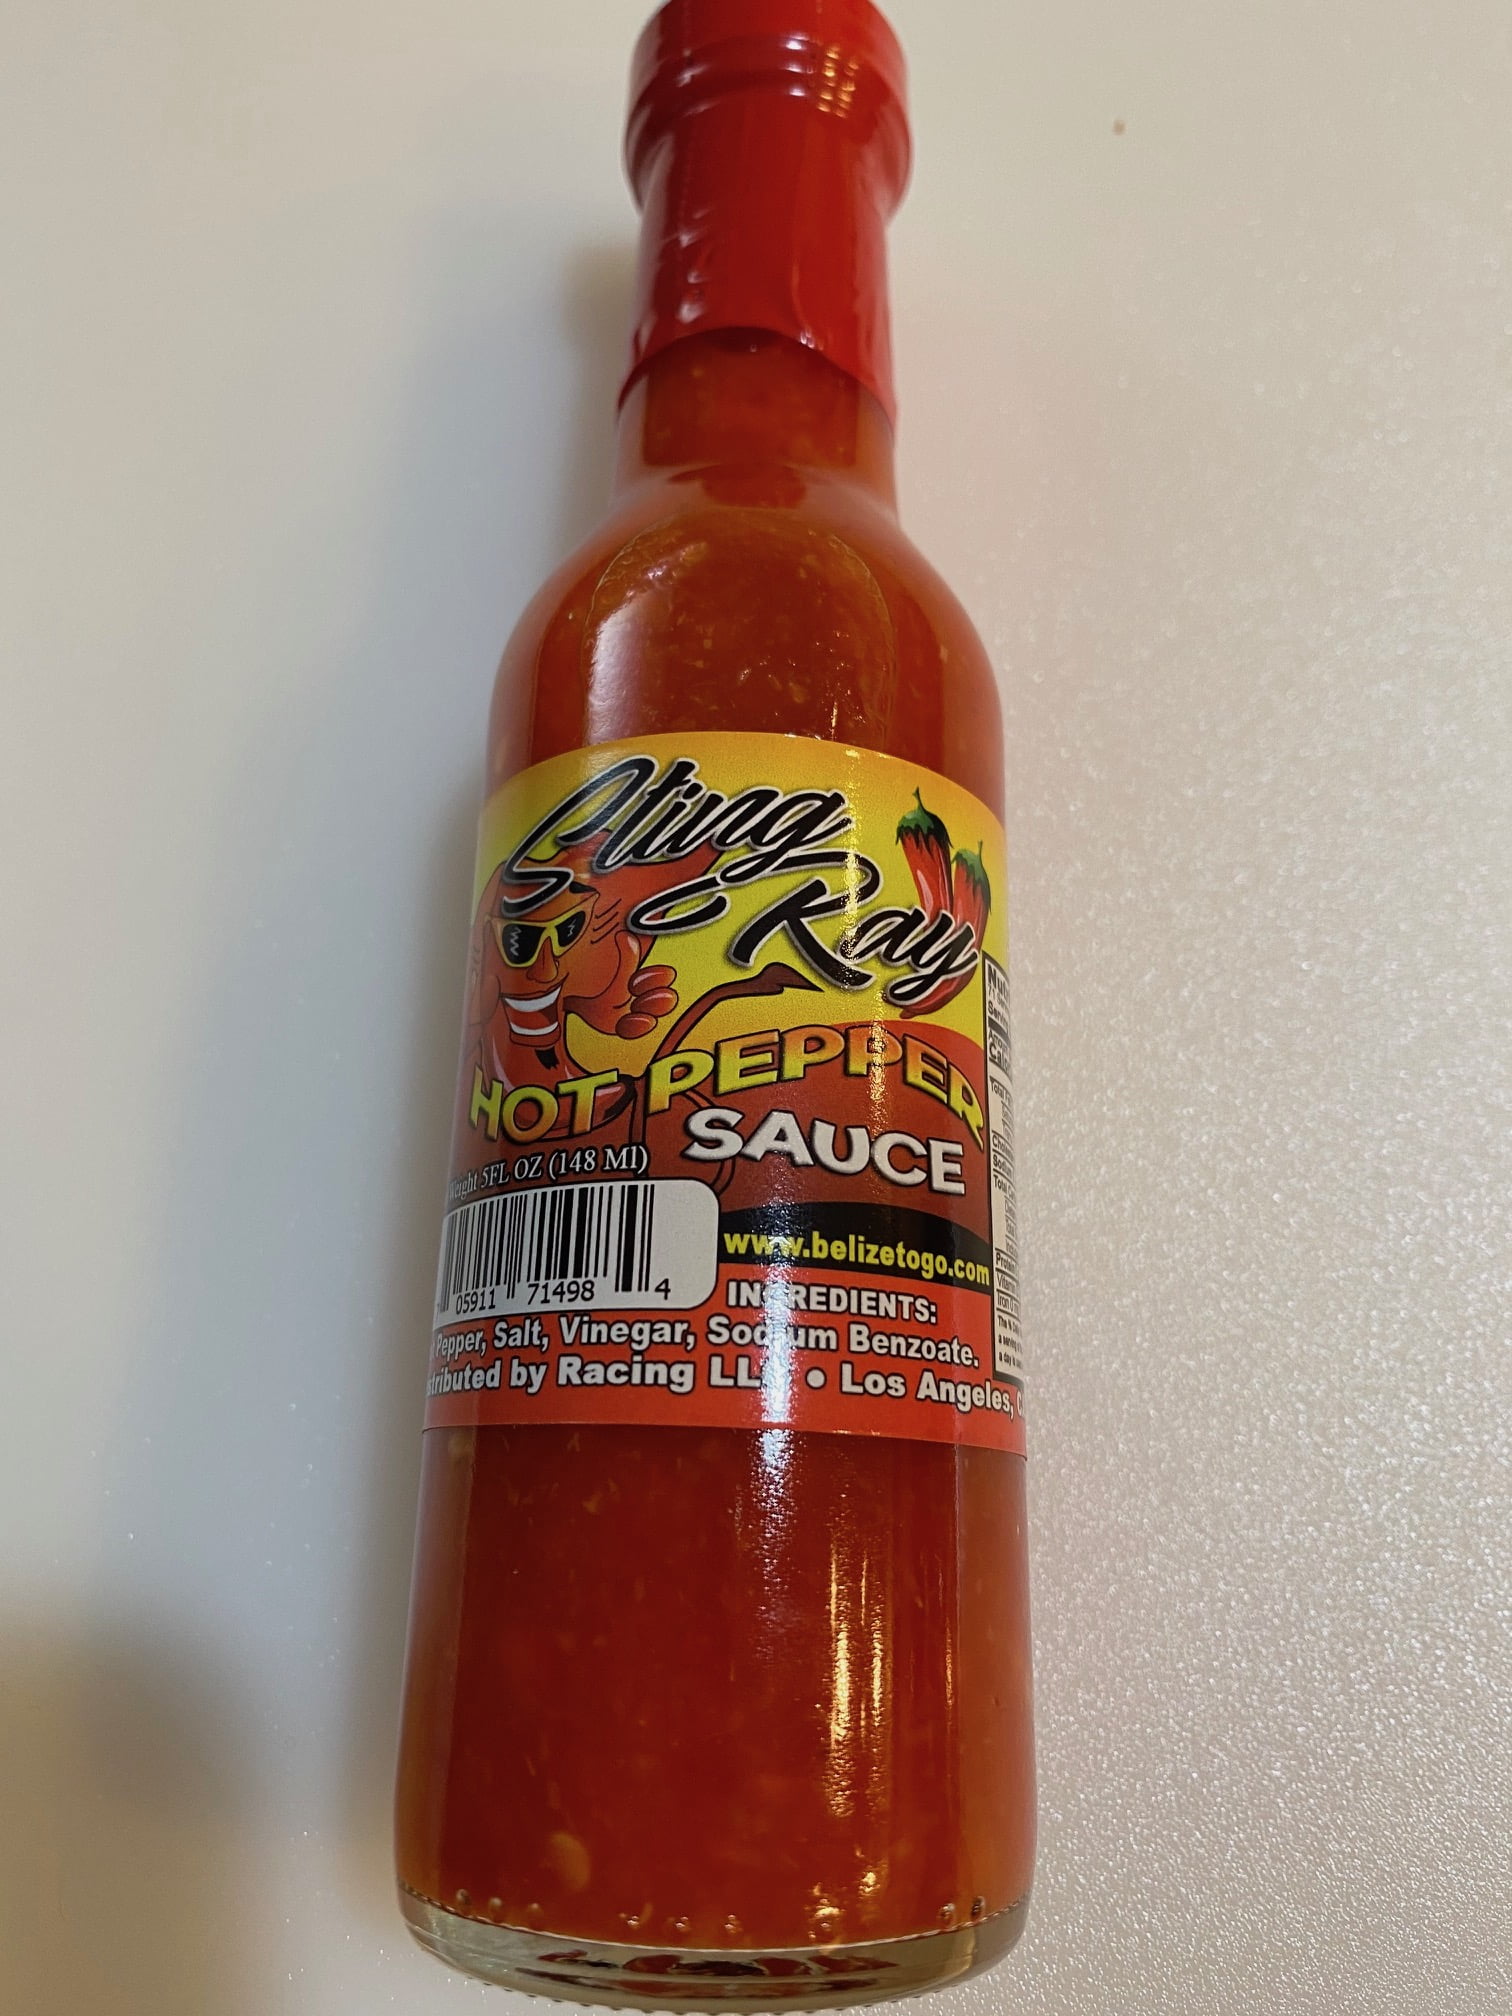 Sting
Ray
HOT PEPPER
SAUCE
Weight 5FL OZ (148 Ml)
05911 71498 4
www.belizetogo.com
INGREDIENTS:
Pepper, Salt, Vinegar, Sodium Benzoate.
Racing LLC • Los Angeles,